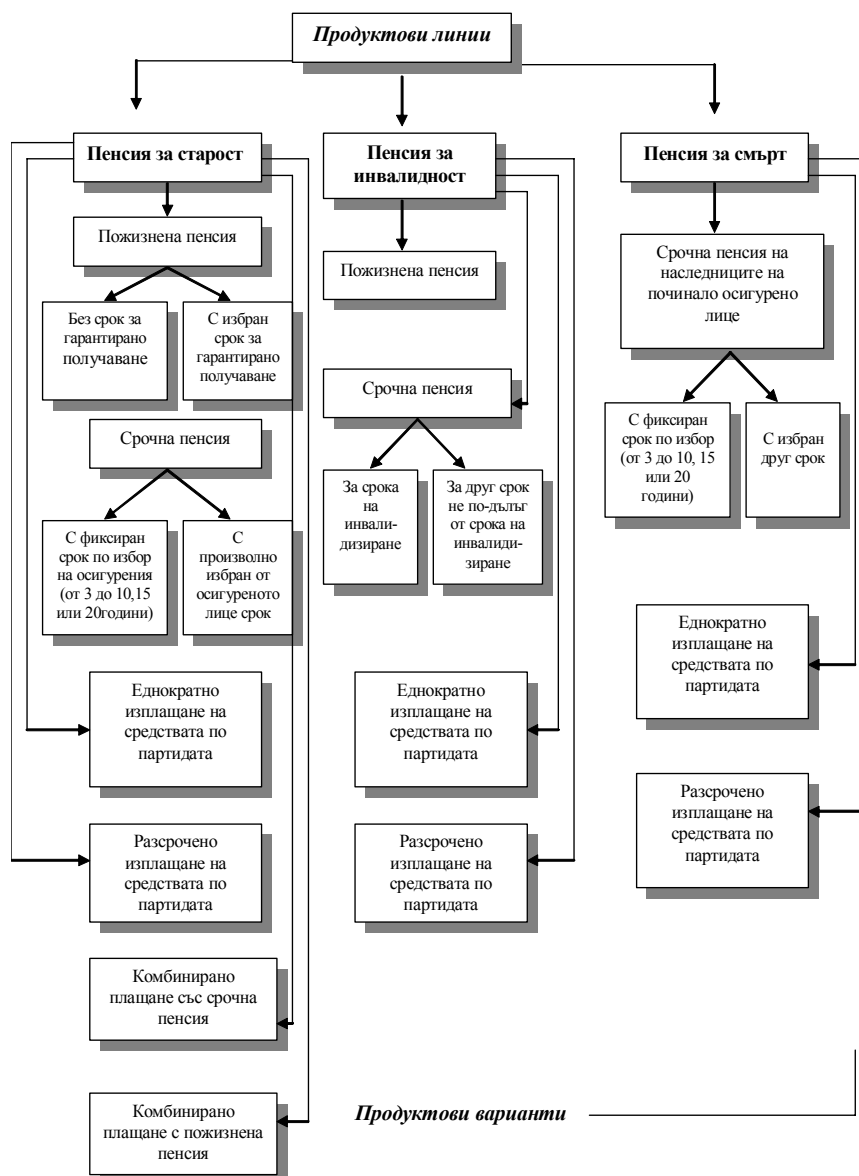 Продуктови линии
Пенсия за старост
Пожизнена пенсия
Без срок за
гарантирано
получаване
С избран
срок за
гарантирано
получаване
Срочна пенсия
С фиксиран
срок по избор
на осигурения
(от 3 до 10,15
или 20години)
С
произволно
избран от
осигуреното
лице срок
Еднократно
изплащане на
средствата по
партидата
Разсрочено
изплащане на
средствата по
партидата
Комбинирано
плащане със срочна
пенсия
Комбинирано
плащане с пожизнена
пенсия
Пенсия за
инвалидност
Пожизнена пенсия
Срочна пенсия
За срока
на
инвали-
дизиране
За друг срок
не по-дълъг
от срока на
инвалиди-
зиране
Еднократно
изплащане на
средствата по
партидата
Разсрочено
изплащане на
средствата по
партидата
Пенсия за смърт
Срочна пенсия на
наследниците на
починало осигурено
лице
С фиксиран
срок по избор
(от 3 до 10, 15
или 20
години)
С избран
друг срок
Еднократно
изплащане на
средствата по
партидата
Разсрочено
изплащане на
средствата по
партидата
Продуктови варианти